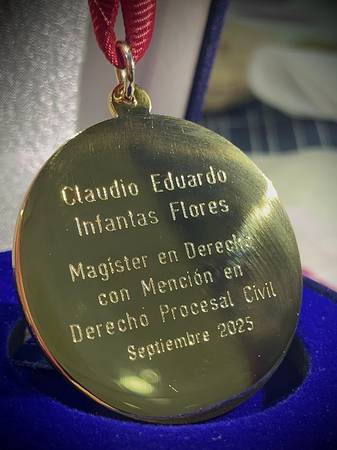 Claudio Eduardo
Infantas Flores
Magíster en Derecho
con Mención en
Derecho Procesal Civil
Septiembre 2025